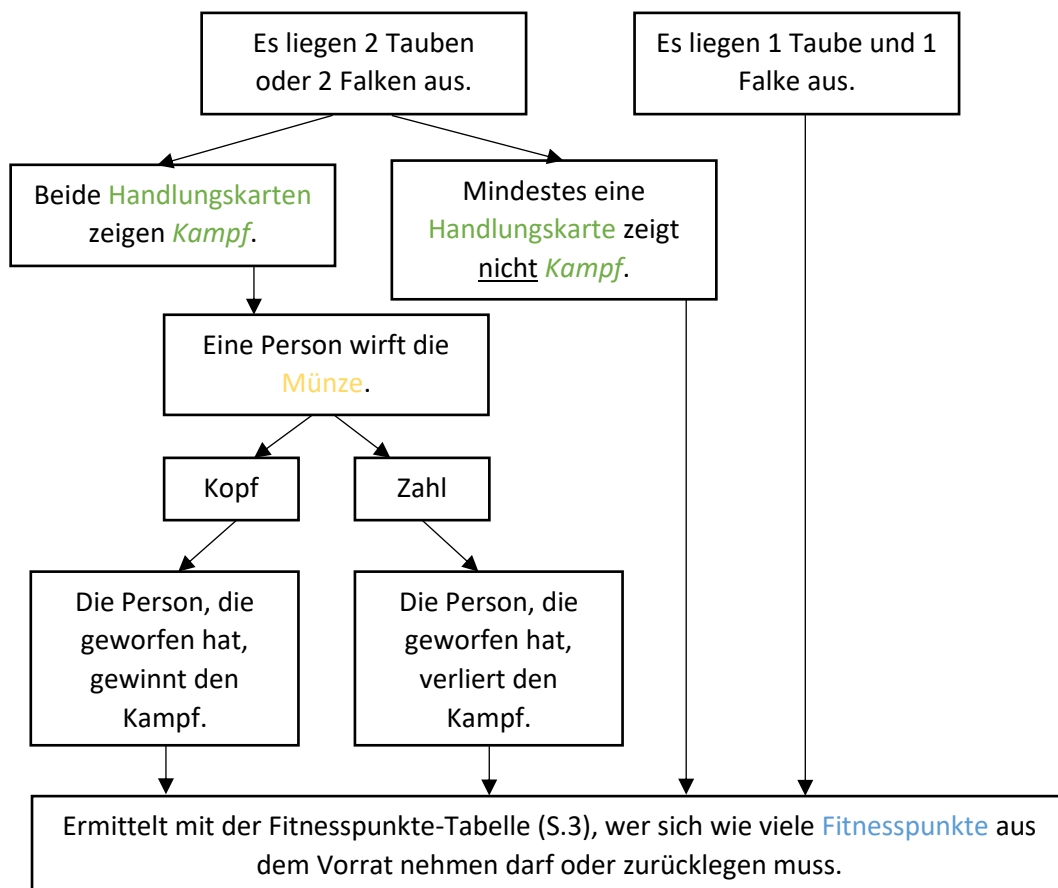 Es liegen 2 Tauben
oder 2 Falken aus.
Es liegen 1 Taube und 1
Falke aus.
Beide Handlungskarten
zeigen Kampf.
Mindestes eine
Handlungskarte zeigt
nicht Kampf.
Eine Person wirft die
Münze.
Kopf
Zahl
Die Person, die
geworfen hat,
gewinnt den
Kampf.
Die Person, die
geworfen hat,
verliert den
Kampf.
Ermittelt mit der Fitnesspunkte-Tabelle (S.3), wer sich wie viele Fitnesspunkte aus
dem Vorrat nehmen darf oder zurücklegen muss.